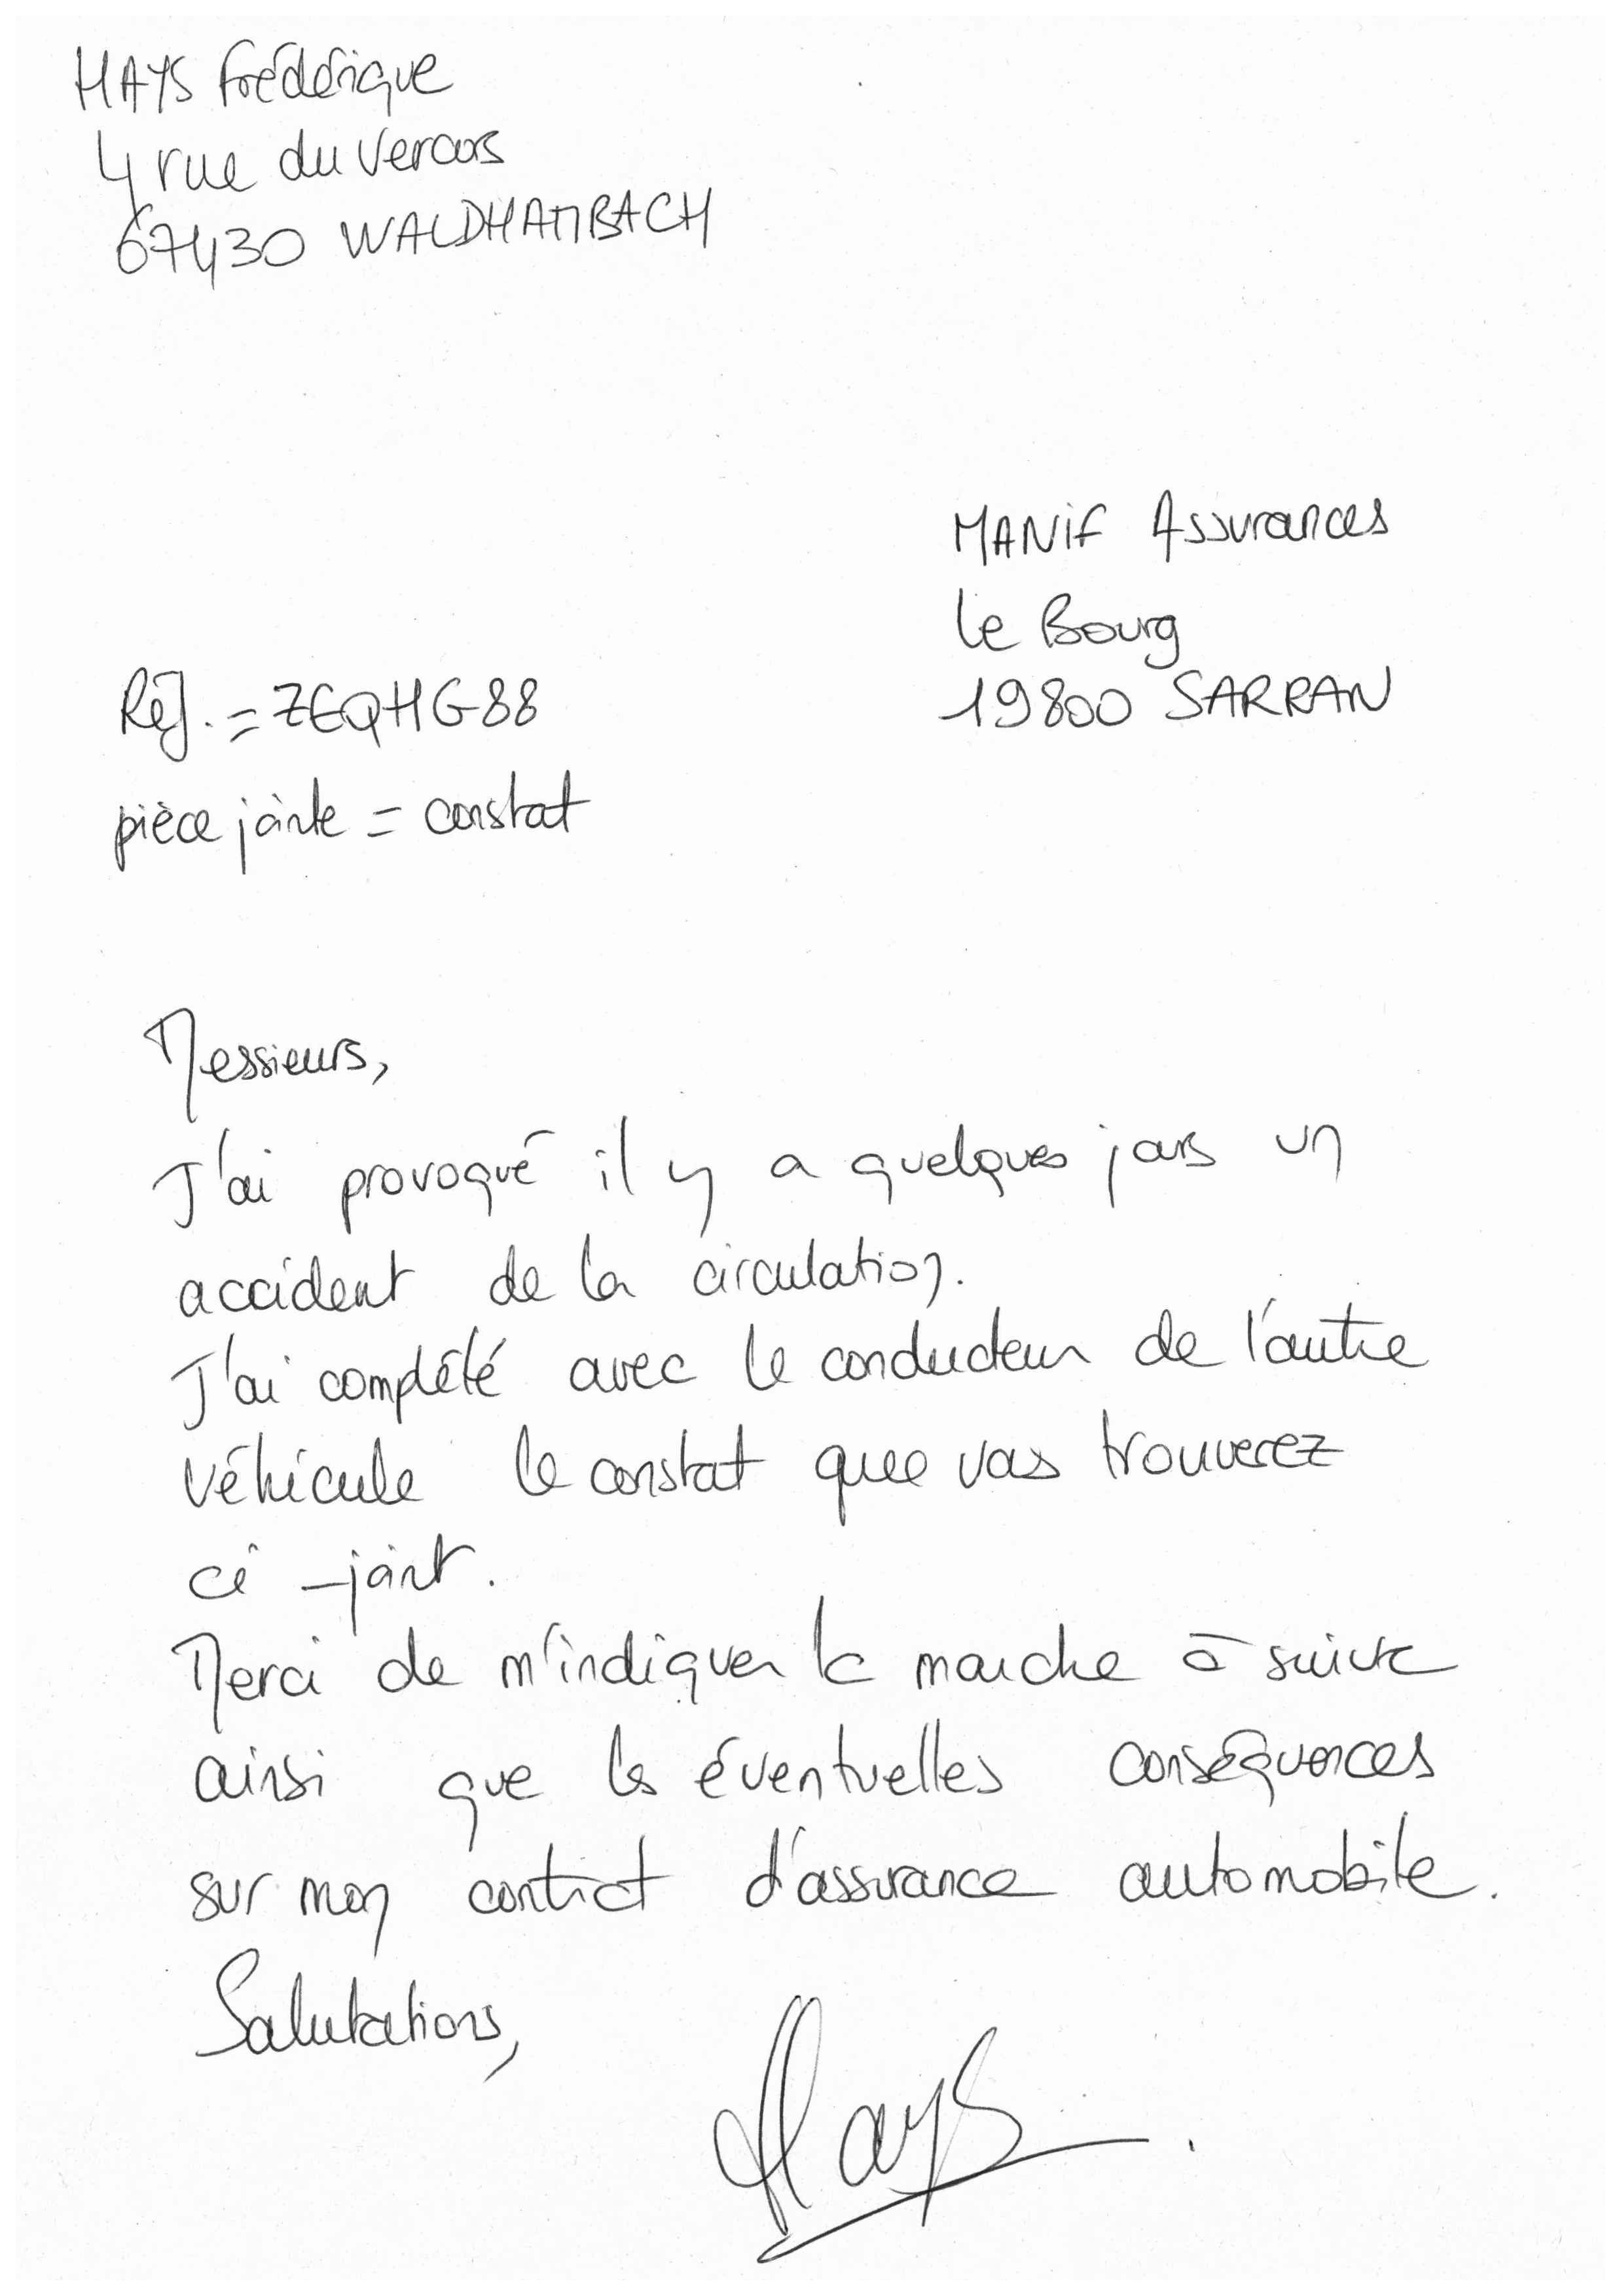 HAYS Frédérique
4 rue du Vercors
67430 WALDHAMBACH
MANIF Assurances
Le Bourg
19800 SARRAN
Réf. = ZEQHG88
pièce jointe = constat
Messieurs,
J'ai provoqué il y a quelques jours un
accident de la circulation.
J'ai complété avec le conducteur de l'autre
véhicule le constat que vous trouverez
ci-joint.
Merci de m'indiquer la marche à suivre
ainsi que les éventuelles conséquences
sur mon contrat d'assurance automobile.
Salutations,
Hays